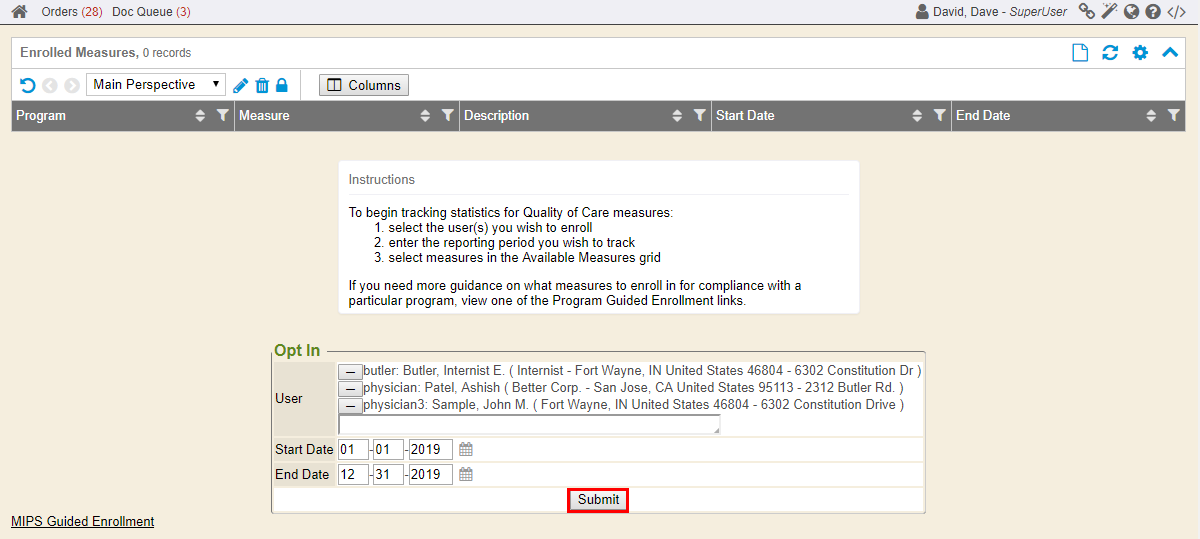 Orders (28) Doc Queue (3) David, Dave - SuperUser
Enrolled Measures, 0 records
Main Perspective Columns
Program Measure Description Start Date End Date
Instructions
To begin tracking statistics for Quality of Care measures:
1. select the user(s) you wish to enroll
2. enter the reporting period you wish to track
3. select measures in the Available Measures grid
If you need more guidance on what measures to enroll in for compliance with a
particular program, view one of the Program Guided Enrollment links.
Opt In
butler: Butler, Internist E. ( Internist - Fort Wayne, IN United States 46804 - 6302 Constitution Dr )
physician: Patel, Ashish ( Better Corp. - San Jose, CA United States 95113 - 2312 Butler Rd. )
User
physician3: Sample, John M. ( Fort Wayne, IN United States 46804 - 6302 Constitution Drive )
Start Date 01 - 01 - 2019
End Date 12 - 31 - 2019
Submit
MIPS Guided Enrollment